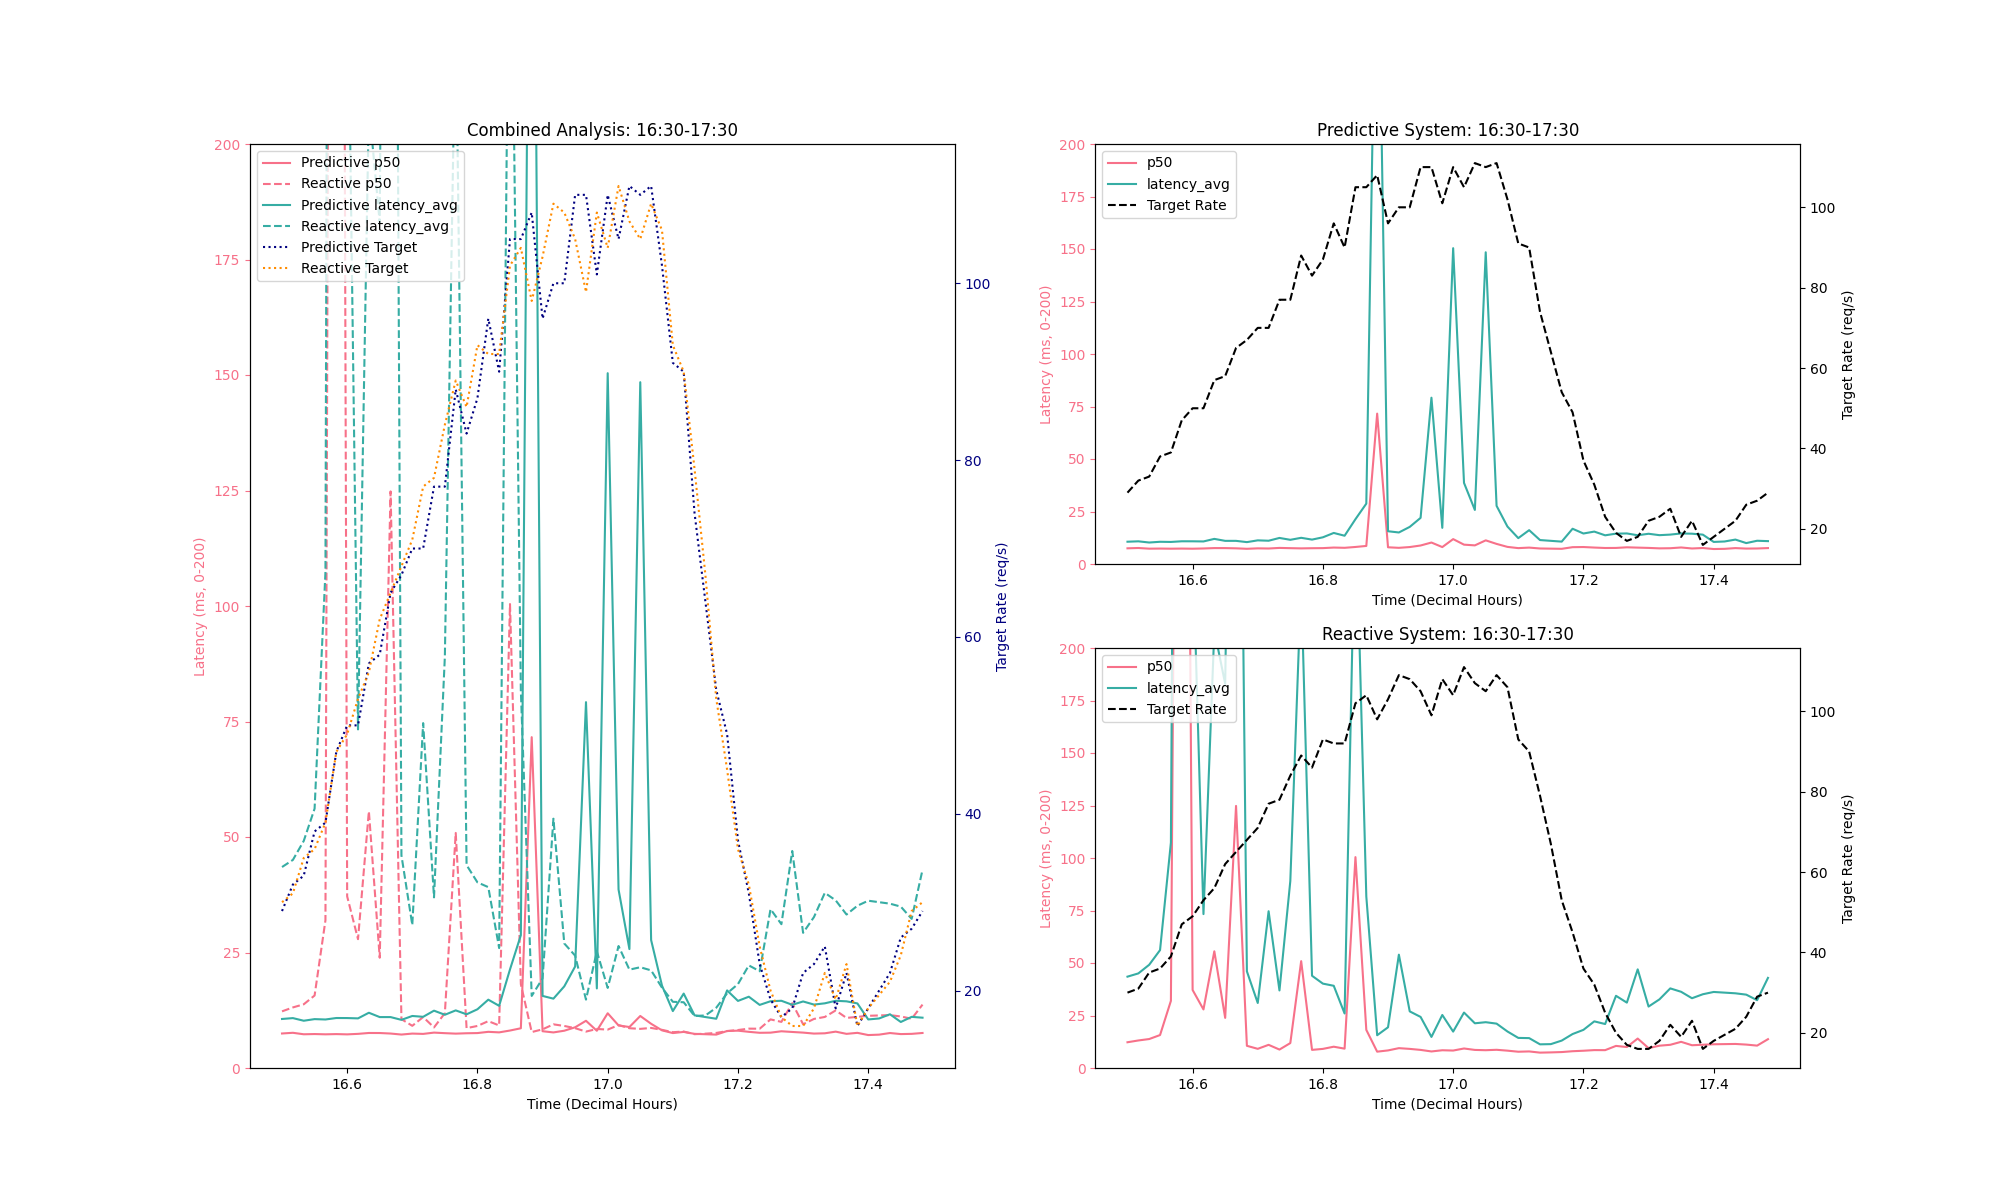 Combined Analysis: 16:30-17:30
200
175
150
125
100
75
50
25
0
Latency (ms, 0-200)
Predictive p50
Reactive p50
Predictive latency_avg
Reactive latency_avg
Predictive Target
Reactive Target
100
80
60
40
20
Target Rate (req/s)
16.6 16.8 17.0 17.2 17.4
Time (Decimal Hours)
Predictive System: 16:30-17:30
200
175
150
125
100
75
50
25
0
Latency (ms, 0-200)
p50
latency_avg
Target Rate
100
80
60
40
20
Target Rate (req/s)
16.6 16.8 17.0 17.2 17.4
Time (Decimal Hours)
Reactive System: 16:30-17:30
200
175
150
125
100
75
50
25
0
Latency (ms, 0-200)
p50
latency_avg
Target Rate
100
80
60
40
20
Target Rate (req/s)
16.6 16.8 17.0 17.2 17.4
Time (Decimal Hours)